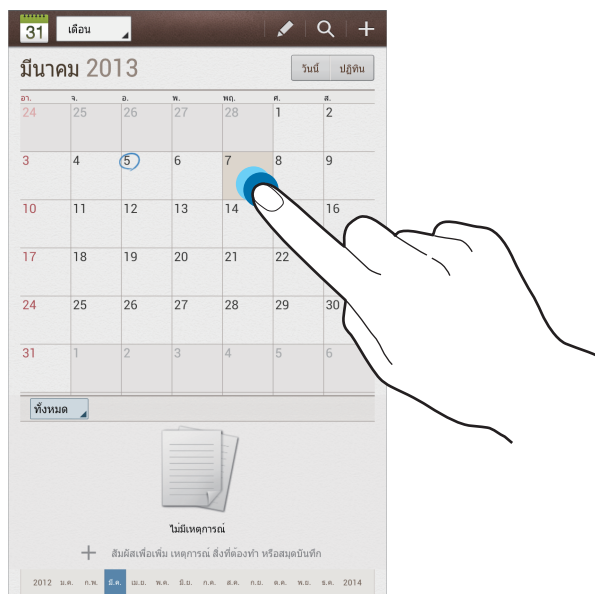 31 เดือน
มีนาคม 2013 วันนี้ ปฏิทิน
อา. จ. อ. พ. พฤ. ศ. ส.
24 25 26 27 28 1 2
3 4 5 6 7 8 9
10 11 12 13 14 16
17 18 19 20 21 22
24 25 26 27 28 29 30
31 1 2 3 4 5 6
ทั้งหมด
ไม่มีเหตุการณ์
สัมผัสเพื่อเพิ่ม เหตุการณ์ สิ่งที่ต้องทำ หรือสมุดบันทึก
2012 ม.ค. ก.พ. มี.ค. เม.ย. พ.ค. มิ.ย. ก.ค. ส.ค. ก.ย. ต.ค. พ.ย. ธ.ค. 2014